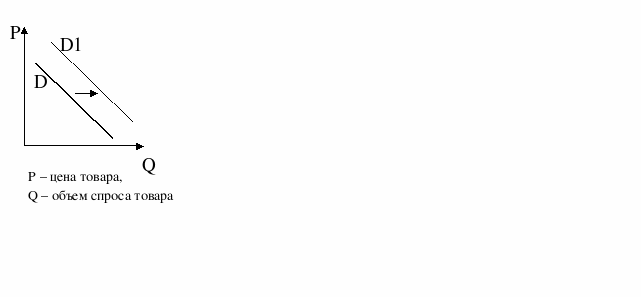 P
D1
D
Q
P – цена товара,
Q – объем спроса товара